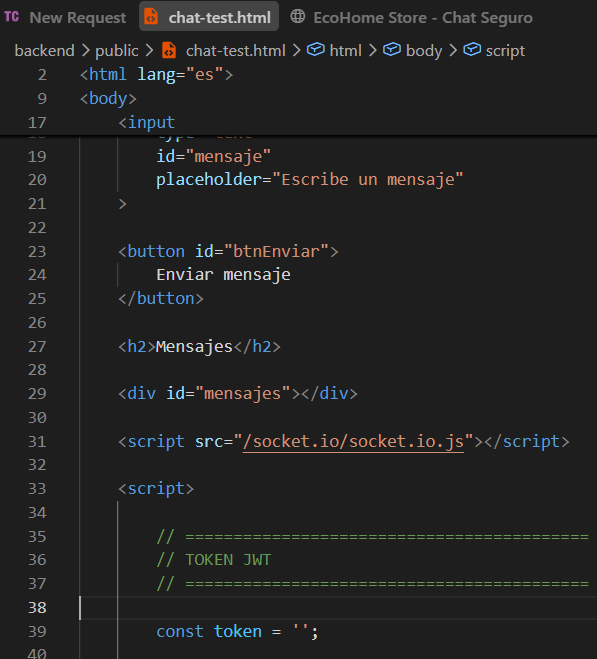 TC New Request chat-test.html EcoHome Store - Chat Seguro
backend > public > chat-test.html > html > body > script
2 <html lang="es">
9 <body>
17 <input
19 id="mensaje"
20 placeholder="Escribe un mensaje"
21 >
22
23 <button id="btnEnviar">
24 Enviar mensaje
25 </button>
26
27 <h2>Mensajes</h2>
28
29 <div id="mensajes"></div>
30
31 <script src="/socket.io/socket.io.js"></script>
32
33 <script>
34
35 // ==========================================
36 // TOKEN JWT
37 // ==========================================
38
39 const token = '';
40